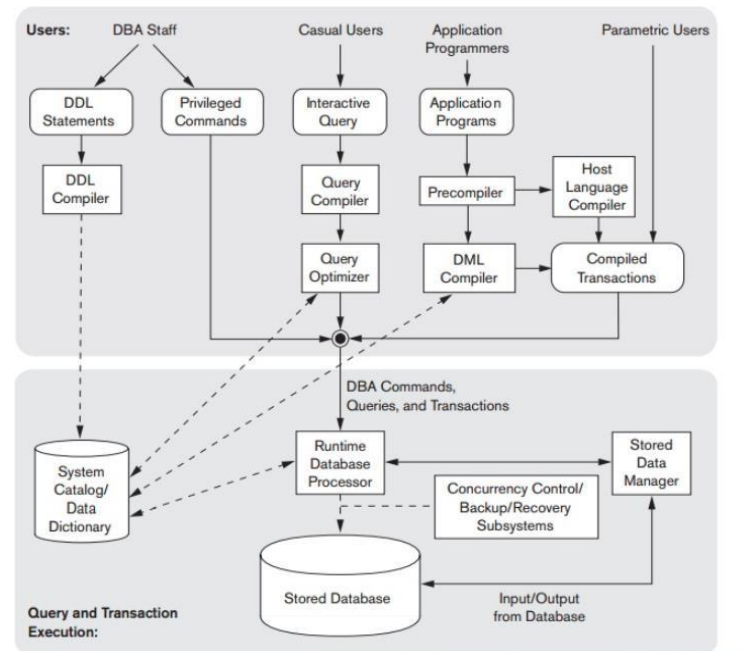 Users:
DBA Staff
Casual Users
Application
Programmers
Parametric Users
DDL
Statements
Privileged
Commands
Interactive
Query
Application
Programs
DDL
Compiler
Query
Compiler
Precompiler
Host
Language
Compiler
Query
Optimizer
DML
Compiler
Compiled
Transactions
DBA Commands,
Queries, and Transactions
System
Catalog/
Data
Dictionary
Runtime
Database
Processor
Stored
Data
Manager
Concurrency Control/
Backup/Recovery
Subsystems
Stored Database
Input/Output
from Database
Query and Transaction
Execution: